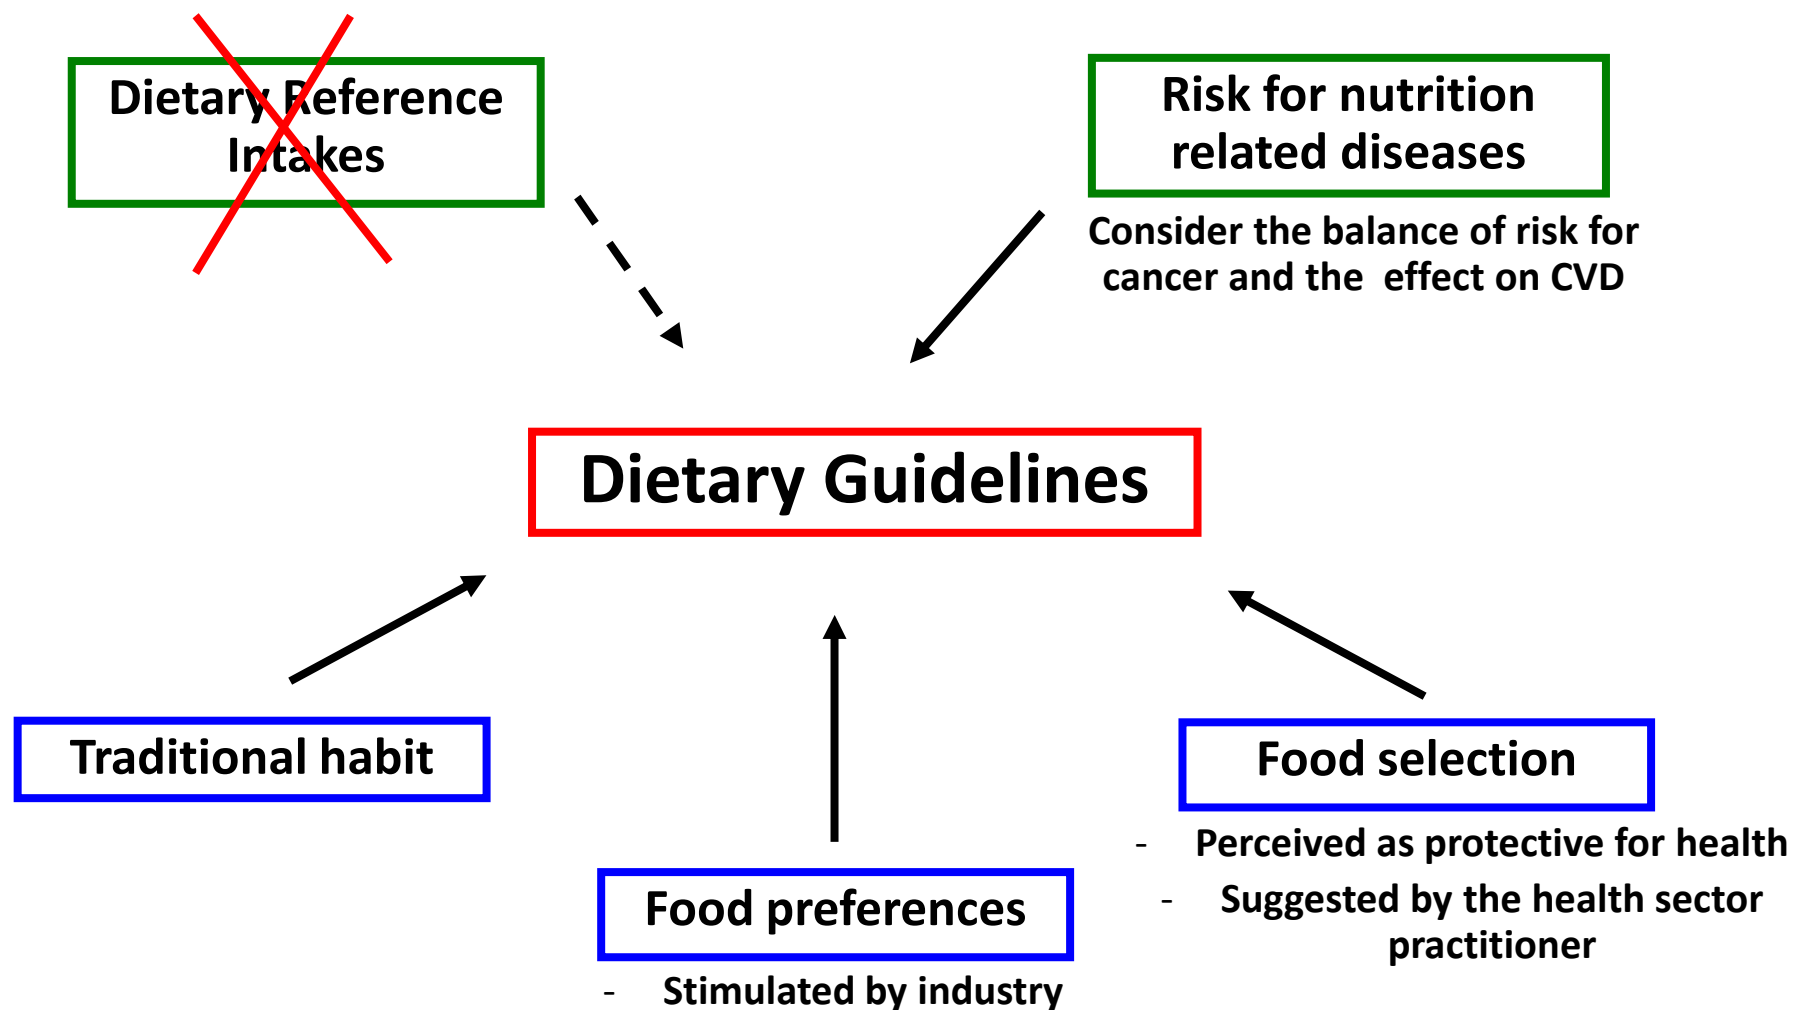 Dietary Reference
Intakes
Risk for nutrition
related diseases
Consider the balance of risk for
cancer and the effect on CVD
Dietary Guidelines
Traditional habit
Food preferences
- Stimulated by industry
Food selection
- Perceived as protective for health
- Suggested by the health sector
practitioner